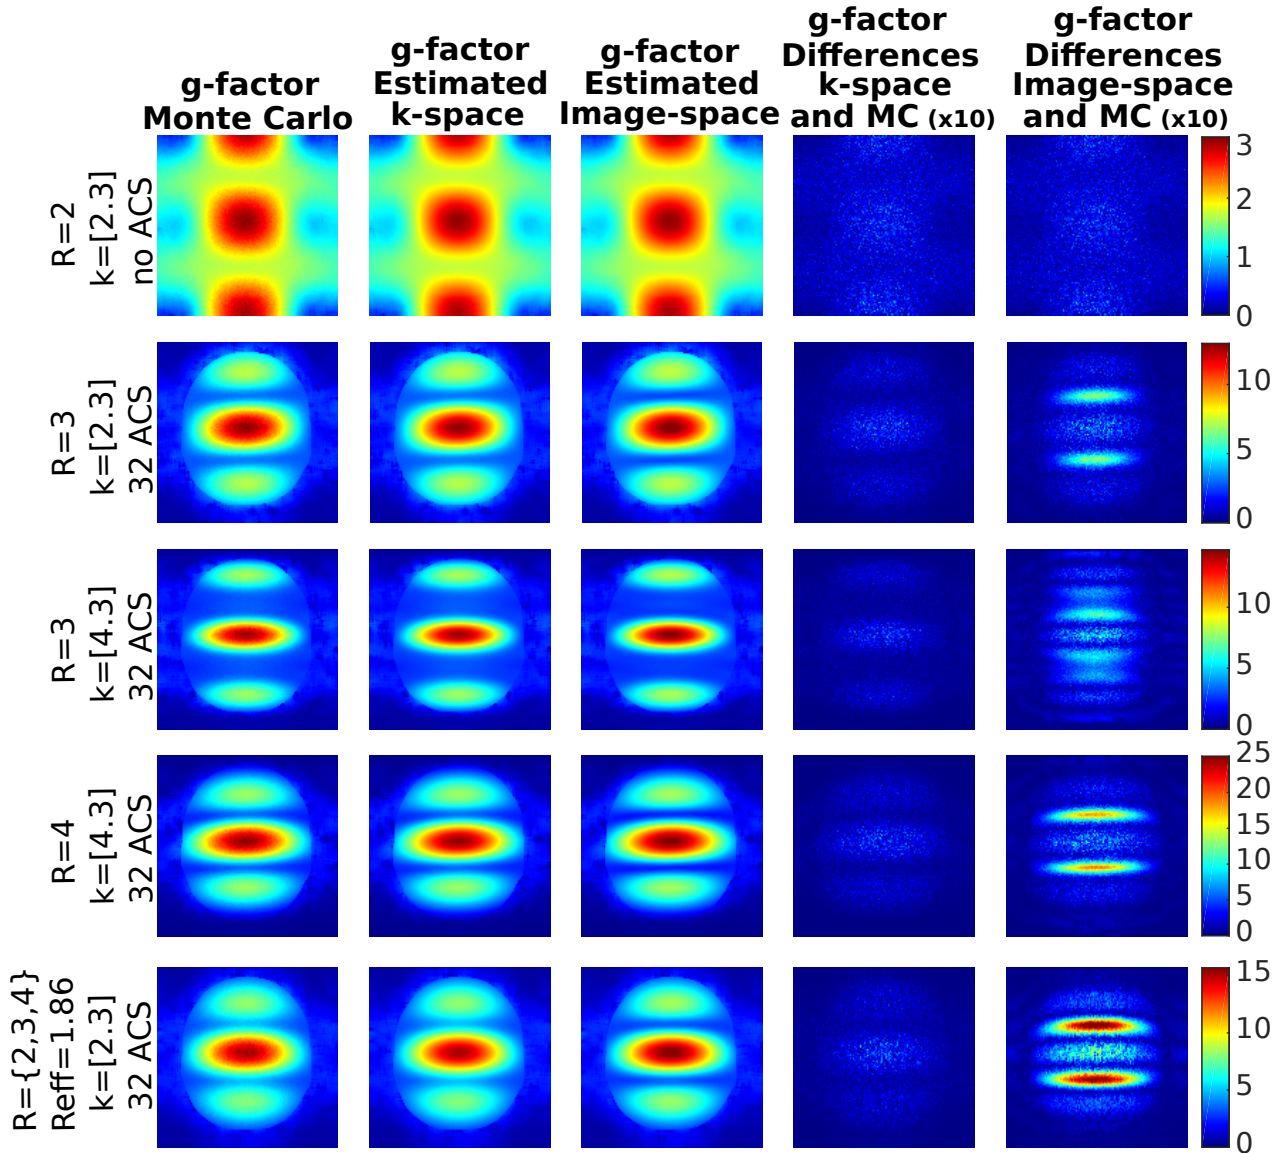 g-factor
Monte Carlo
g-factor
Estimated
k-space
g-factor
Estimated
Image-space
g-factor
Differences
k-space
and MC (x10)
g-factor
Differences
Image-space
and MC (x10)
R=2
k=[2.3]
no ACS
3
2
1
0
R=3
k=[2.3]
32 ACS
10
5
0
R=3
k=[4.3]
32 ACS
10
5
0
R=4
k=[4.3]
32 ACS
25
20
15
10
5
0
R={2,3,4}
Reff=1.86
k=[2.3]
32 ACS
15
10
5
0